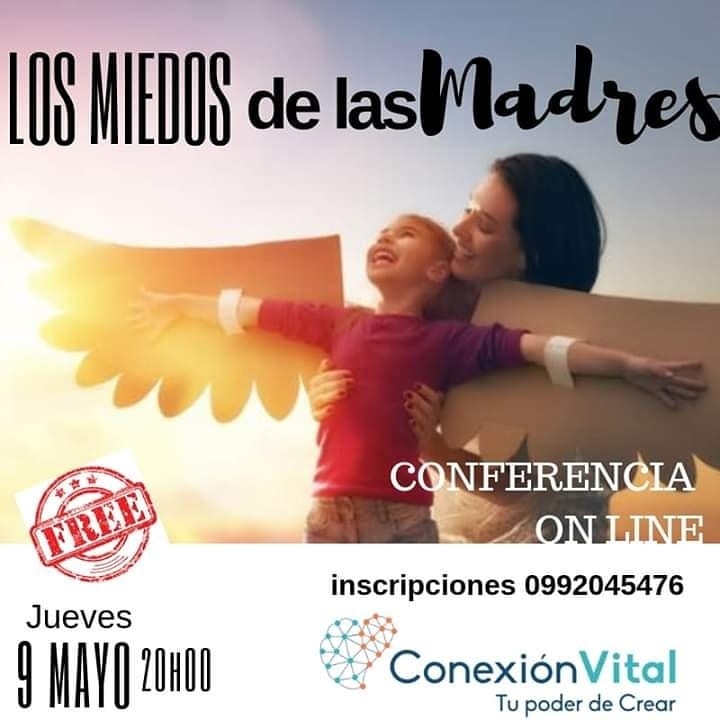 LOS MIEDOS de las Madres
CONFERENCIA
ON LINE
FREE
inscripciones 0992045476
Jueves
9 MAYO 20H00
ConexiónVital
Tu poder de Crear